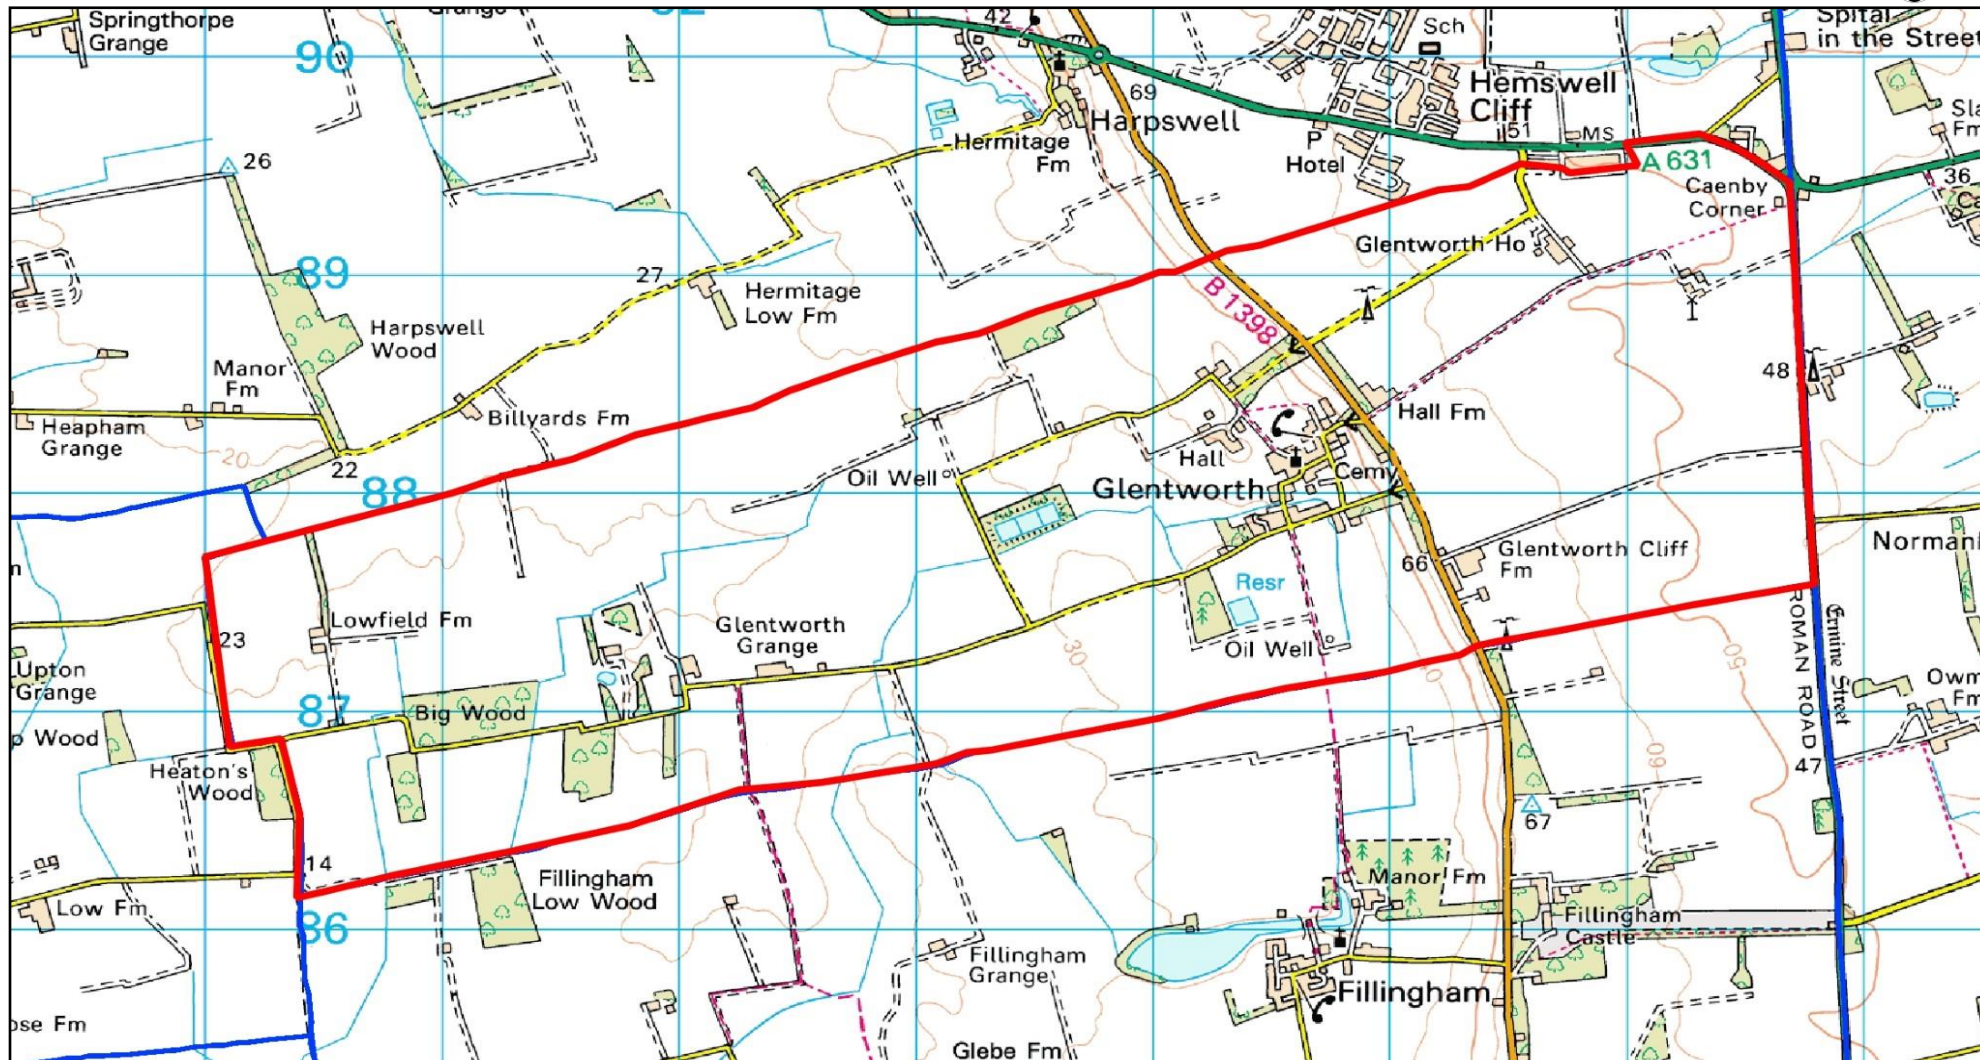 Springthorpe
Grange
Grange
42
Sch
Spital
in the Street
90
69
Hemswell
Cliff
Harpswell
Hermitage
Fm
P
Hotel
51
MS
A 631
Caenby
Corner
36
26
89
27
Hermitage
Low Fm
Glentworth Ho
B 1398
Harpswell
Wood
Manor
Fm
Billyards Fm
Heapham
Grange
20
22
48
Hall Fm
Hall
Cemy
Oil Well
88
Glentworth
66
Glentworth Cliff
Fm
Resr
Oil Well
Lowfield Fm
23
Glentworth
Grange
30
40
50
60
ROMAN ROAD
Ermine Street
Upton
Grange
87
Big Wood
Wood
Heaton's
Wood
47
67
14
Low Fm
Fillingham
Low Wood
Manor Fm
86
Fillingham
Castle
Fillingham
Grange
Fillingham
Glebe Fm